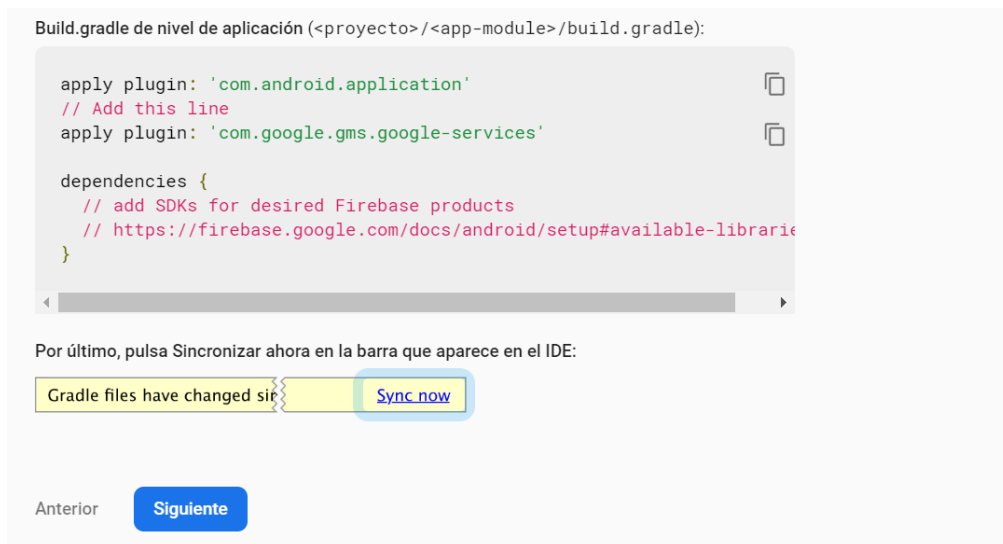 Build.gradle de nivel de aplicación (<proyecto>/<app-module>/build.gradle):
apply plugin: 'com.android.application'
// Add this line
apply plugin: 'com.google.gms.google-services'
dependencies {
// add SDKs for desired Firebase products
// https://firebase.google.com/docs/android/setup#available-librarie
}
Por último, pulsa Sincronizar ahora en la barra que aparece en el IDE:
Gradle files have changed sin Sync now
Anterior Siguiente